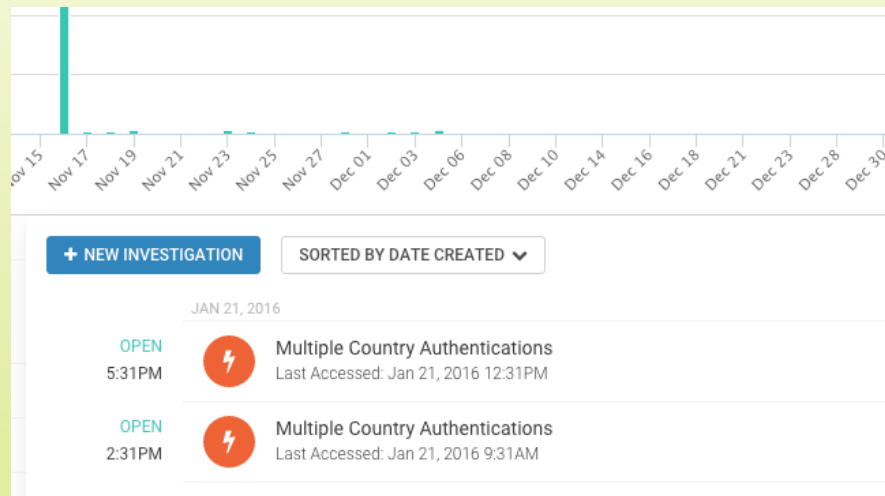 Nov 15 Nov 17 Nov 19 Nov 21 Nov 23 Nov 25 Nov 27 Dec 01 Dec 03 Dec 06 Dec 08 Dec 10 Dec 14 Dec 16 Dec 18 Dec 21 Dec 23 Dec 28 Dec 30
+ NEW INVESTIGATION SORTED BY DATE CREATED
JAN 21, 2016
OPEN Multiple Country Authentications
5:31PM Last Accessed: Jan 21, 2016 12:31PM
OPEN Multiple Country Authentications
2:31PM Last Accessed: Jan 21, 2016 9:31AM